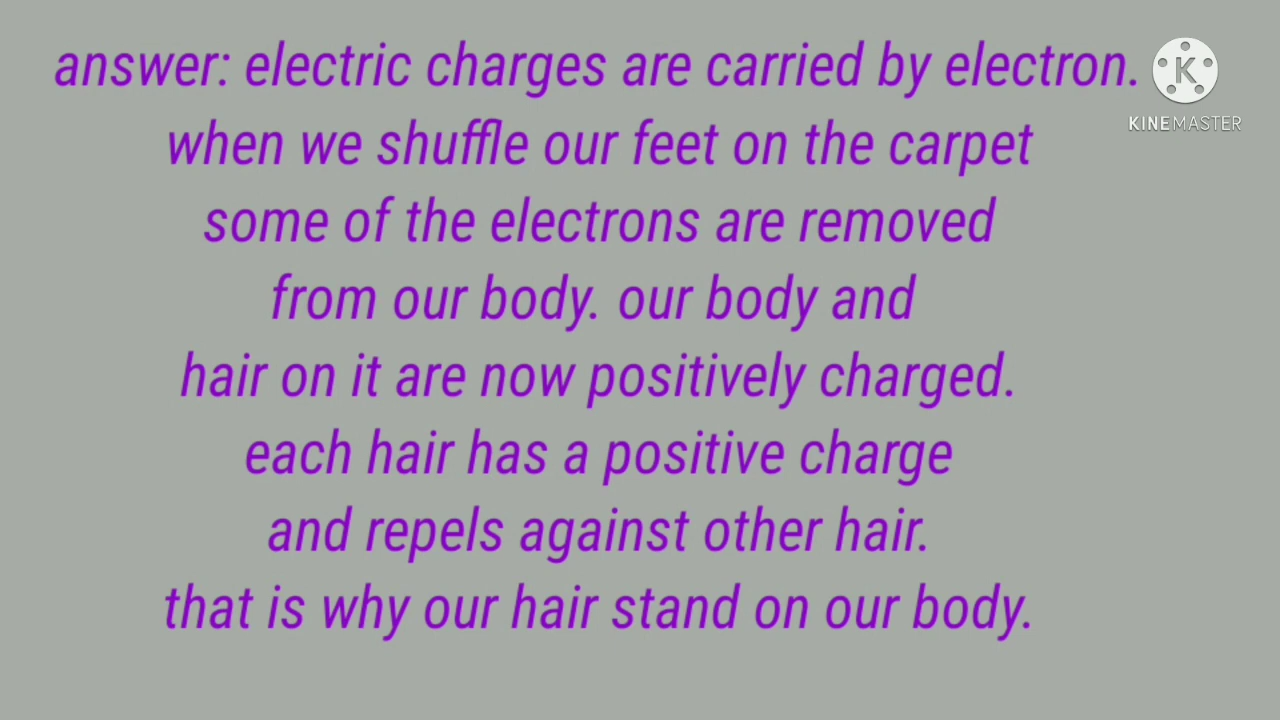 answer: electric charges are carried by electron.
when we shuffle our feet on the carpet
some of the electrons are removed
from our body. our body and
hair on it are now positively charged.
each hair has a positive charge
and repels against other hair.
that is why our hair stand on our body.
K
KINEMASTER